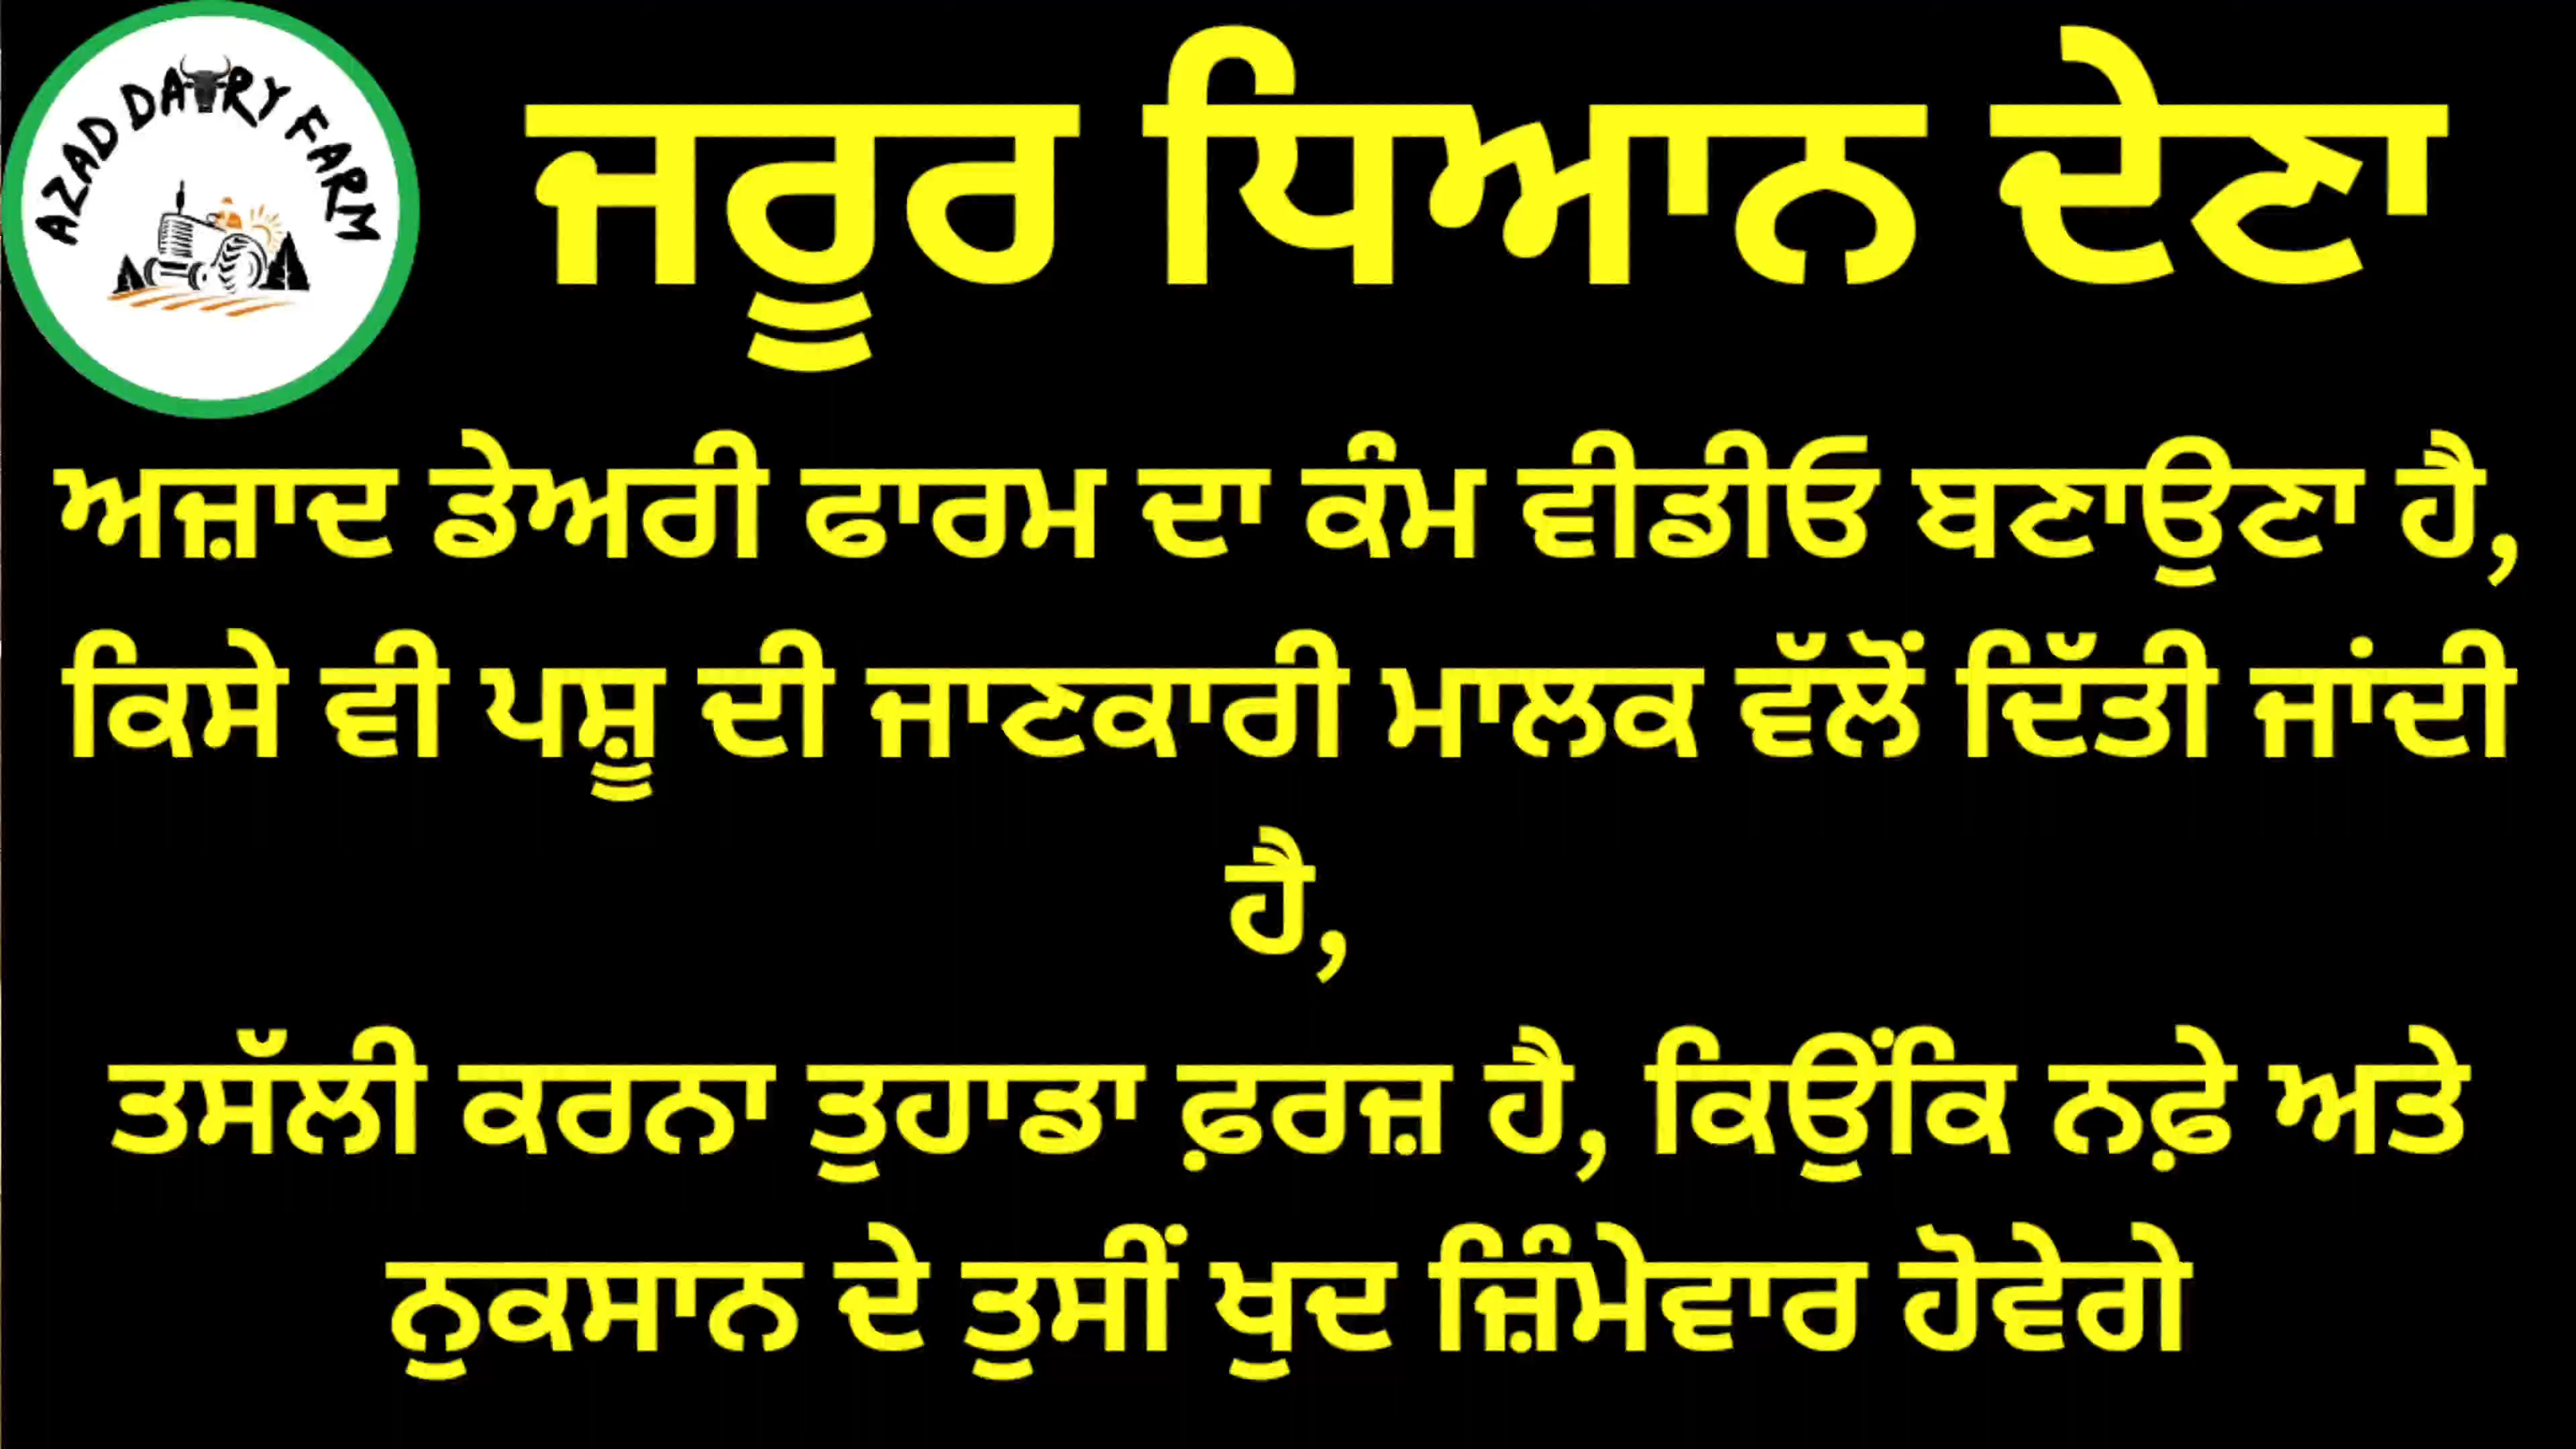 AZAD DAIRY FARM
ਜਰੂਰ ਧਿਆਨ ਦੇਣਾ
ਅਜ਼ਾਦ ਡੇਅਰੀ ਫਾਰਮ ਦਾ ਕੰਮ ਵੀਡੀਓ ਬਣਾਉਣਾ ਹੈ,
ਕਿਸੇ ਵੀ ਪਸ਼ੂ ਦੀ ਜਾਣਕਾਰੀ ਮਾਲਕ ਵੱਲੋਂ ਦਿੱਤੀ ਜਾਂਦੀ
ਹੈ,
ਤਸੱਲੀ ਕਰਨਾ ਤੁਹਾਡਾ ਫ਼ਰਜ਼ ਹੈ, ਕਿਉਂਕਿ ਨਫ਼ੇ ਅਤੇ
ਨੁਕਸਾਨ ਦੇ ਤੁਸੀਂ ਖੁਦ ਜ਼ਿੰਮੇਵਾਰ ਹੋਵੇਗੇ